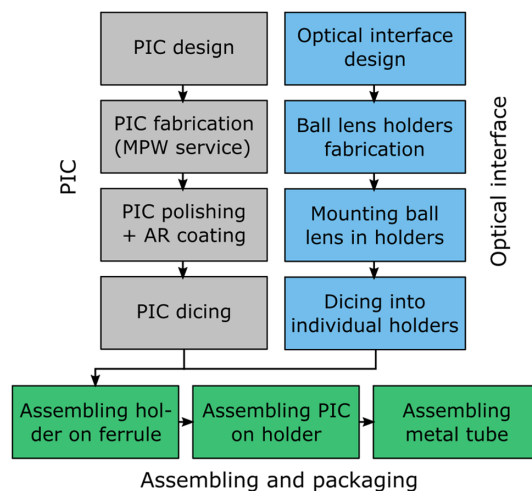 PIC design
PIC fabrication
(MPW service)
PIC polishing
+ AR coating
PIC dicing
PIC
Optical interface
design
Ball lens holders
fabrication
Mounting ball
lens in holders
Dicing into
individual holders
Optical interface
Assembling hol-
der on ferrule
Assembling PIC
on holder
Assembling
metal tube
Assembling and packaging